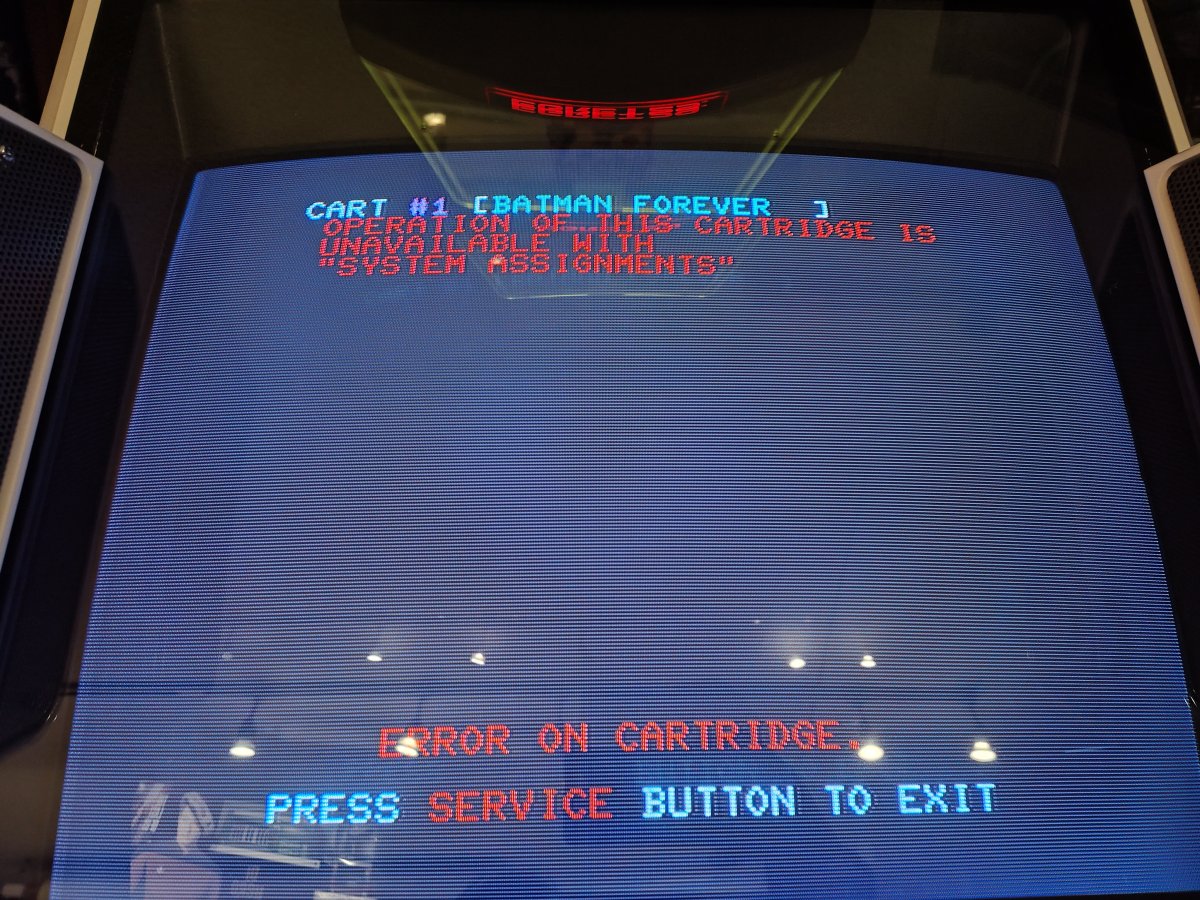 CART #1 [BATMAN FOREVER ]
OPERATION OF THIS CARTRIDGE IS
UNAVAILABLE WITH
"SYSTEM ASSIGNMENTS"
ERROR ON CARTRIDGE.
PRESS SERVICE BUTTON TO EXIT